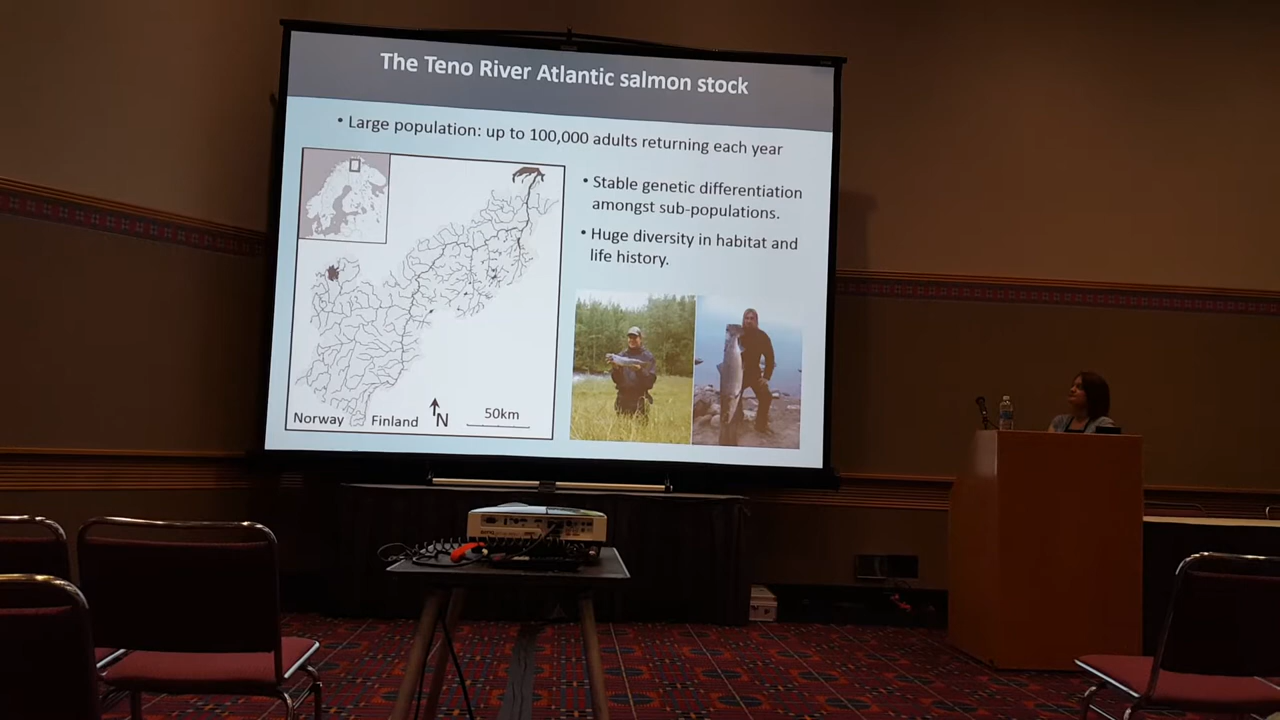 The Teno River Atlantic salmon stock
• Large population: up to 100,000 adults returning each year
• Stable genetic differentiation
amongst sub-populations.
• Huge diversity in habitat and
life history.
Norway Finland N 50km